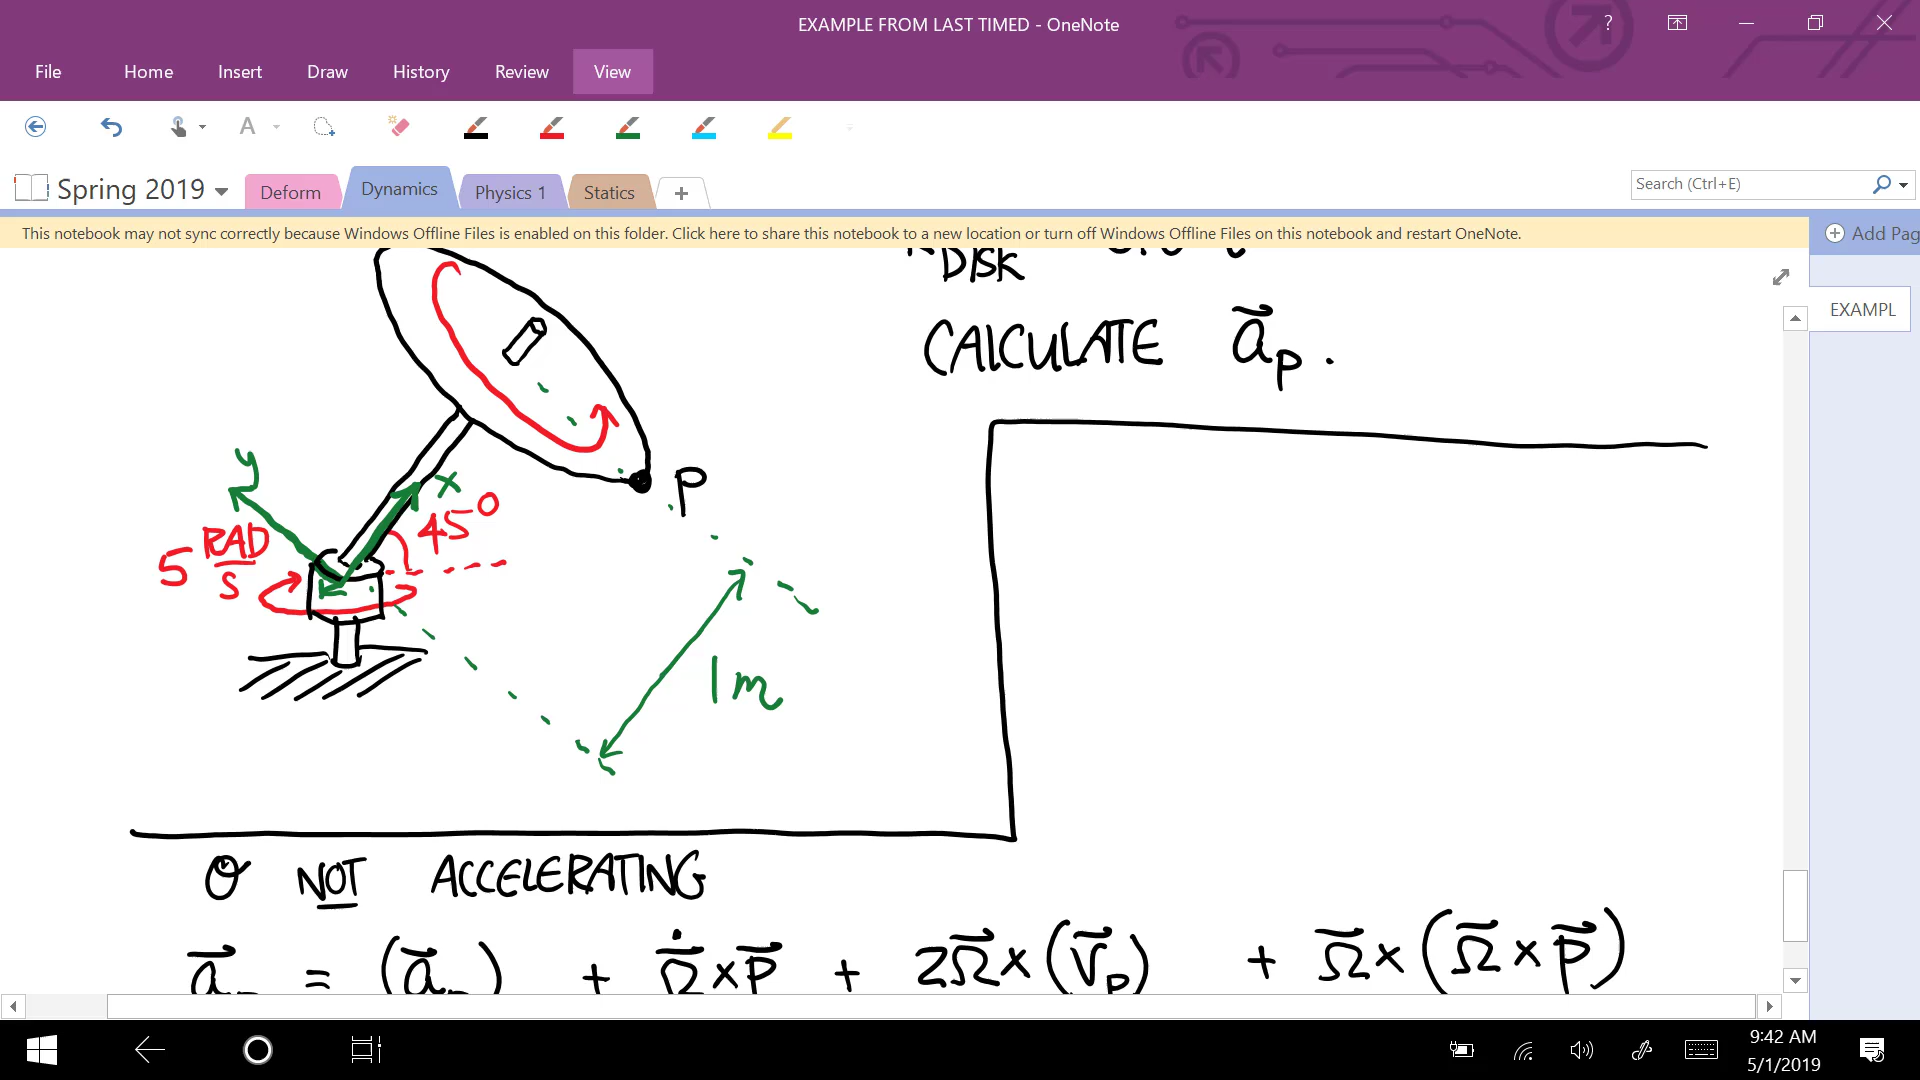 EXAMPLE FROM LAST TIMED - OneNote
?
File Home Insert Draw History Review View
A
Spring 2019 Deform Dynamics Physics 1 Statics +
Search (Ctrl+E)
This notebook may not sync correctly because Windows Offline Files is enabled on this folder. Click here to share this notebook to a new location or turn off Windows Offline Files on this notebook and restart OneNote.
Add Pag
EXAMPL
DISK
CALCULATE a⃗p.
y
x
P
45°
5 RAD/S
1m
NOT ACCELERATING
a⃗p = (a⃗p) + Ω⃗̇ × p⃗ + 2Ω⃗ × (v⃗p) + Ω⃗ × (Ω⃗ × p⃗)
9:42 AM
5/1/2019